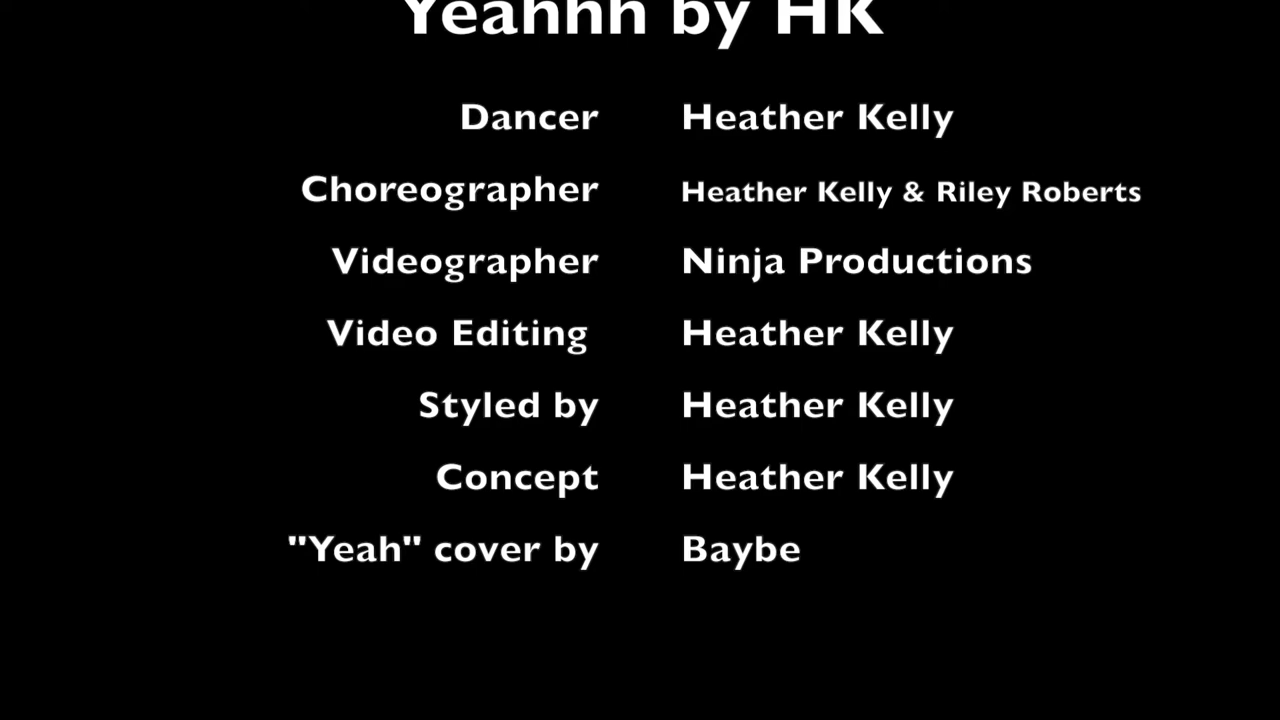 Yeahhh by HK
Dancer Heather Kelly
Choreographer Heather Kelly & Riley Roberts
Videographer Ninja Productions
Video Editing Heather Kelly
Styled by Heather Kelly
Concept Heather Kelly
"Yeah" cover by Baybe